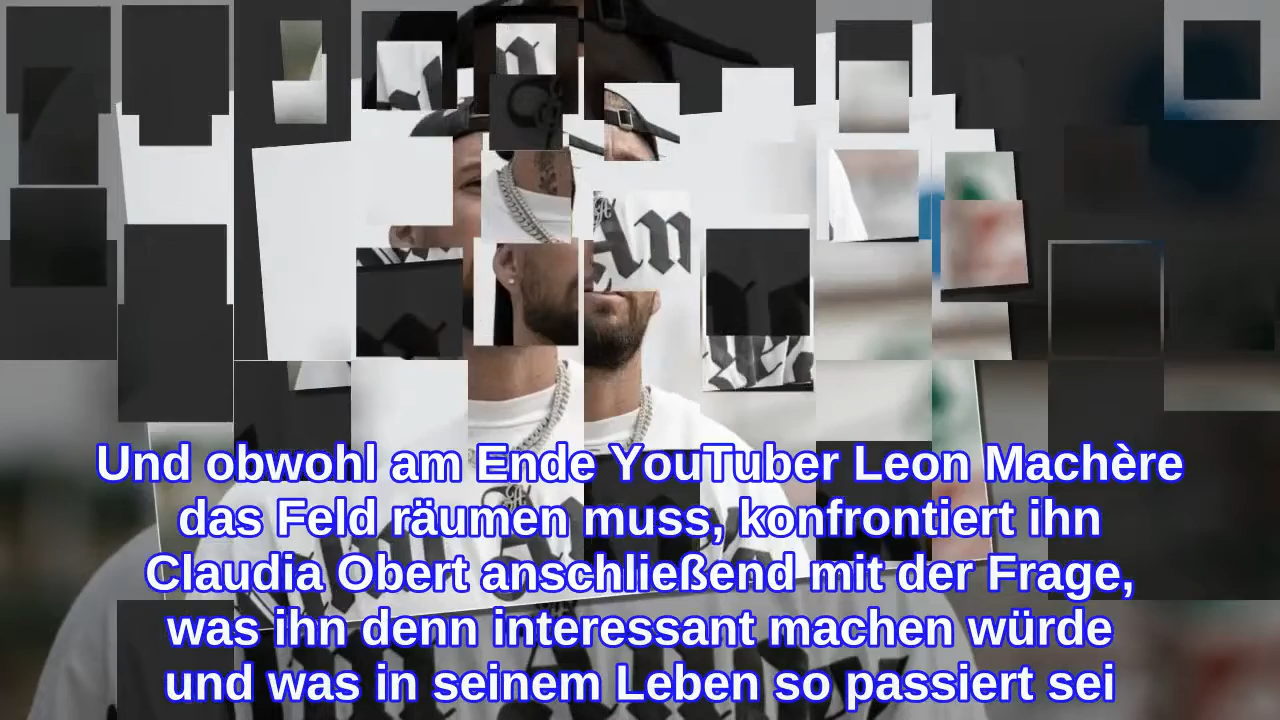 Und obwohl am Ende YouTuber Leon Machère
das Feld räumen muss, konfrontiert ihn
Claudia Obert anschließend mit der Frage,
was ihn denn interessant machen würde
und was in seinem Leben so passiert sei